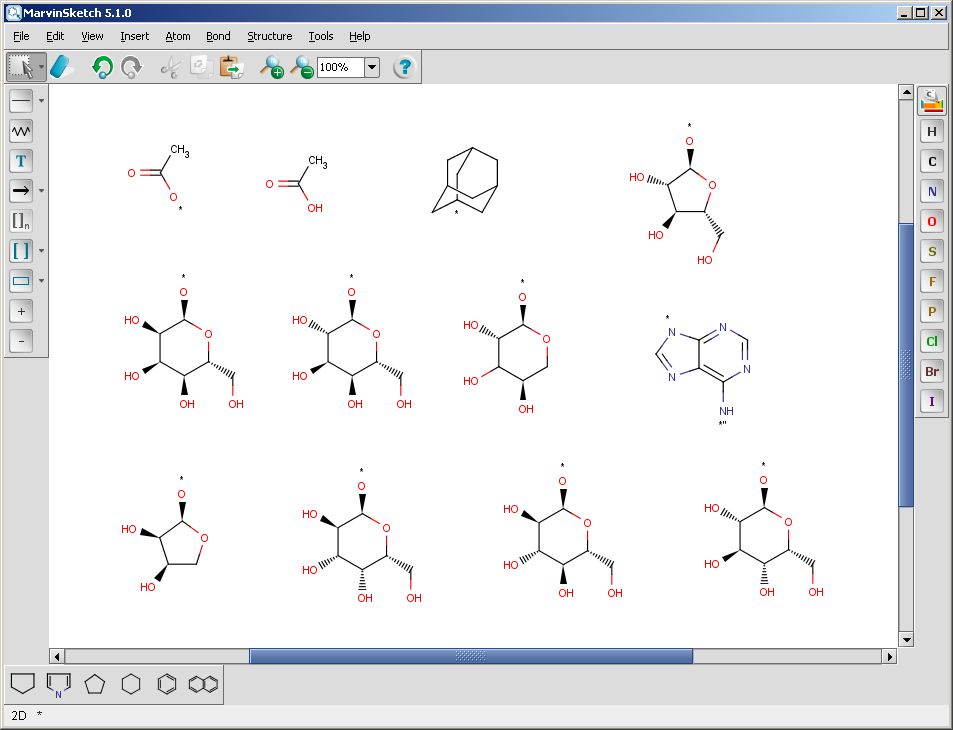 MarvinSketch 5.1.0
File Edit View Insert Atom Bond Structure Tools Help
100% ?
T
[]n
[ ]
+
-
C
H
C
N
O
S
F
P
Cl
Br
I
CH3
O
O
*
CH3
O
OH
*
*
O
HO
O
HO
HO
*
O
HO
O
HO
OH
OH
*
O
HO
O
HO
OH
OH
*
O
HO
O
HO
OH
*
N
N
N
N
NH
*"
*
O
HO
O
HO
*
O
HO
O
HO
OH
OH
*
O
HO
O
HO
OH
OH
*
O
HO
O
HO
OH
OH
N
2D *